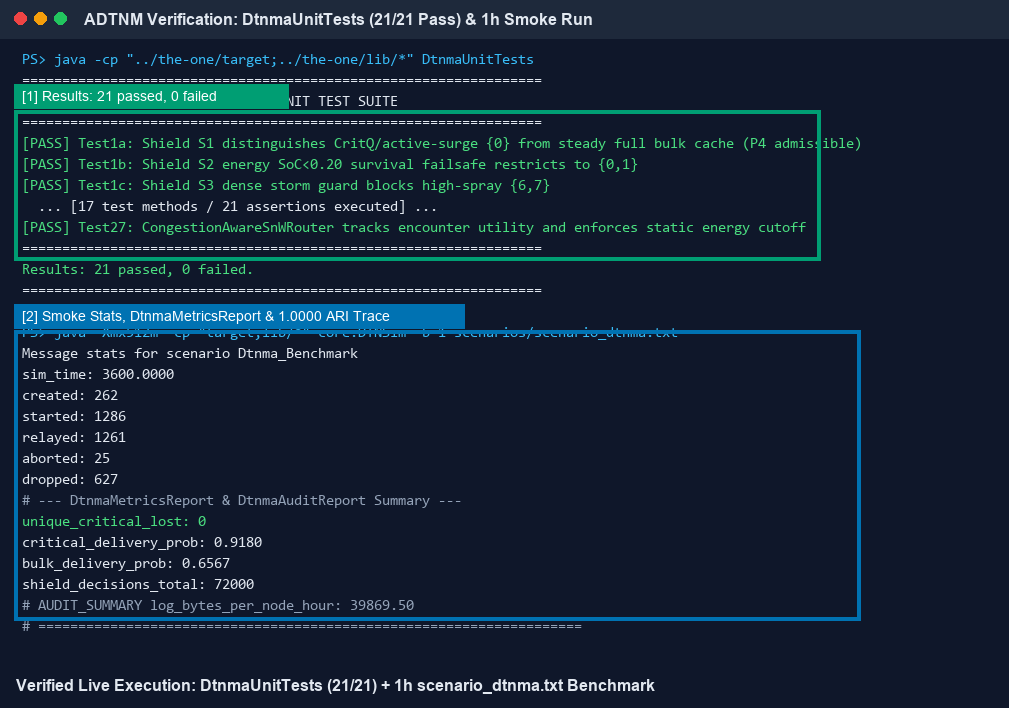 ADTNM Verification: DtnmaUnitTests (21/21 Pass) & 1h Smoke Run
PS> java -cp "../the-one/target;../the-one/lib/*" DtnmaUnitTests
=================================================================
[1] Results: 21 passed, 0 failed
NIT TEST SUITE
=================================================================
[PASS] Test1a: Shield S1 distinguishes CritQ/active-surge {0} from steady full bulk cache (P4 admissible)
[PASS] Test1b: Shield S2 energy SoC<0.20 survival failsafe restricts to {0,1}
[PASS] Test1c: Shield S3 dense storm guard blocks high-spray {6,7}
... [17 test methods / 21 assertions executed] ...
[PASS] Test27: CongestionAwareSnWRouter tracks encounter utility and enforces static energy cutoff
=================================================================
Results: 21 passed, 0 failed.
=================================================================
[2] Smoke Stats, DtnmaMetricsReport & 1.0000 ARI Trace
Message stats for scenario Dtnma_Benchmark
sim_time: 3600.0000
created: 262
started: 1286
relayed: 1261
aborted: 25
dropped: 627
# --- DtnmaMetricsReport & DtnmaAuditReport Summary ---
unique_critical_lost: 0
critical_delivery_prob: 0.9180
bulk_delivery_prob: 0.6567
shield_decisions_total: 72000
# AUDIT_SUMMARY log_bytes_per_node_hour: 39869.50
# ====================================================================
Verified Live Execution: DtnmaUnitTests (21/21) + 1h scenario_dtnma.txt Benchmark